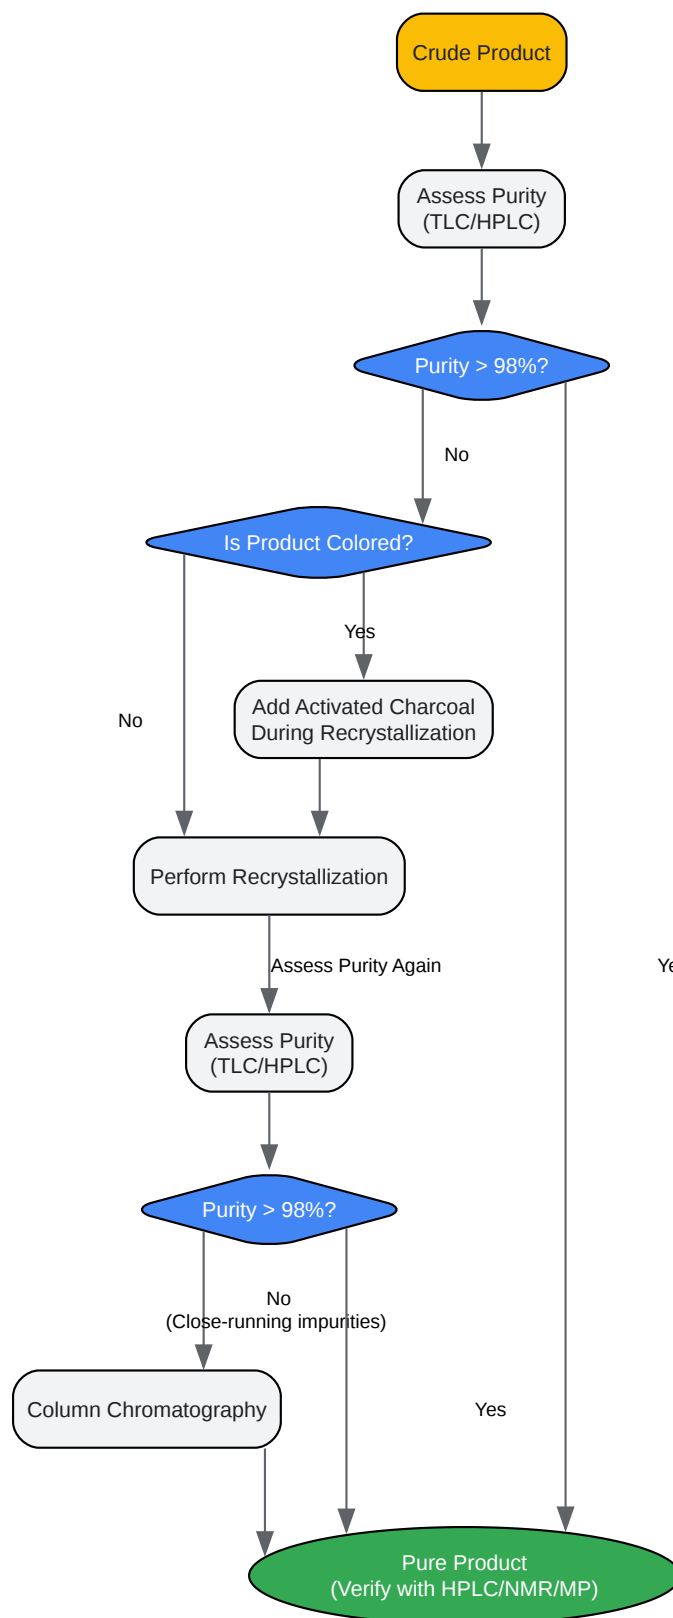 Crude Product
Assess Purity
(TLC/HPLC)
Purity > 98%?
No
Is Product Colored?
Yes
Add Activated Charcoal
During Recrystallization
No
Perform Recrystallization
Assess Purity Again
Assess Purity
(TLC/HPLC)
Purity > 98%?
No
(Close-running impurities)
Column Chromatography
Yes
Pure Product
(Verify with HPLC/NMR/MP)